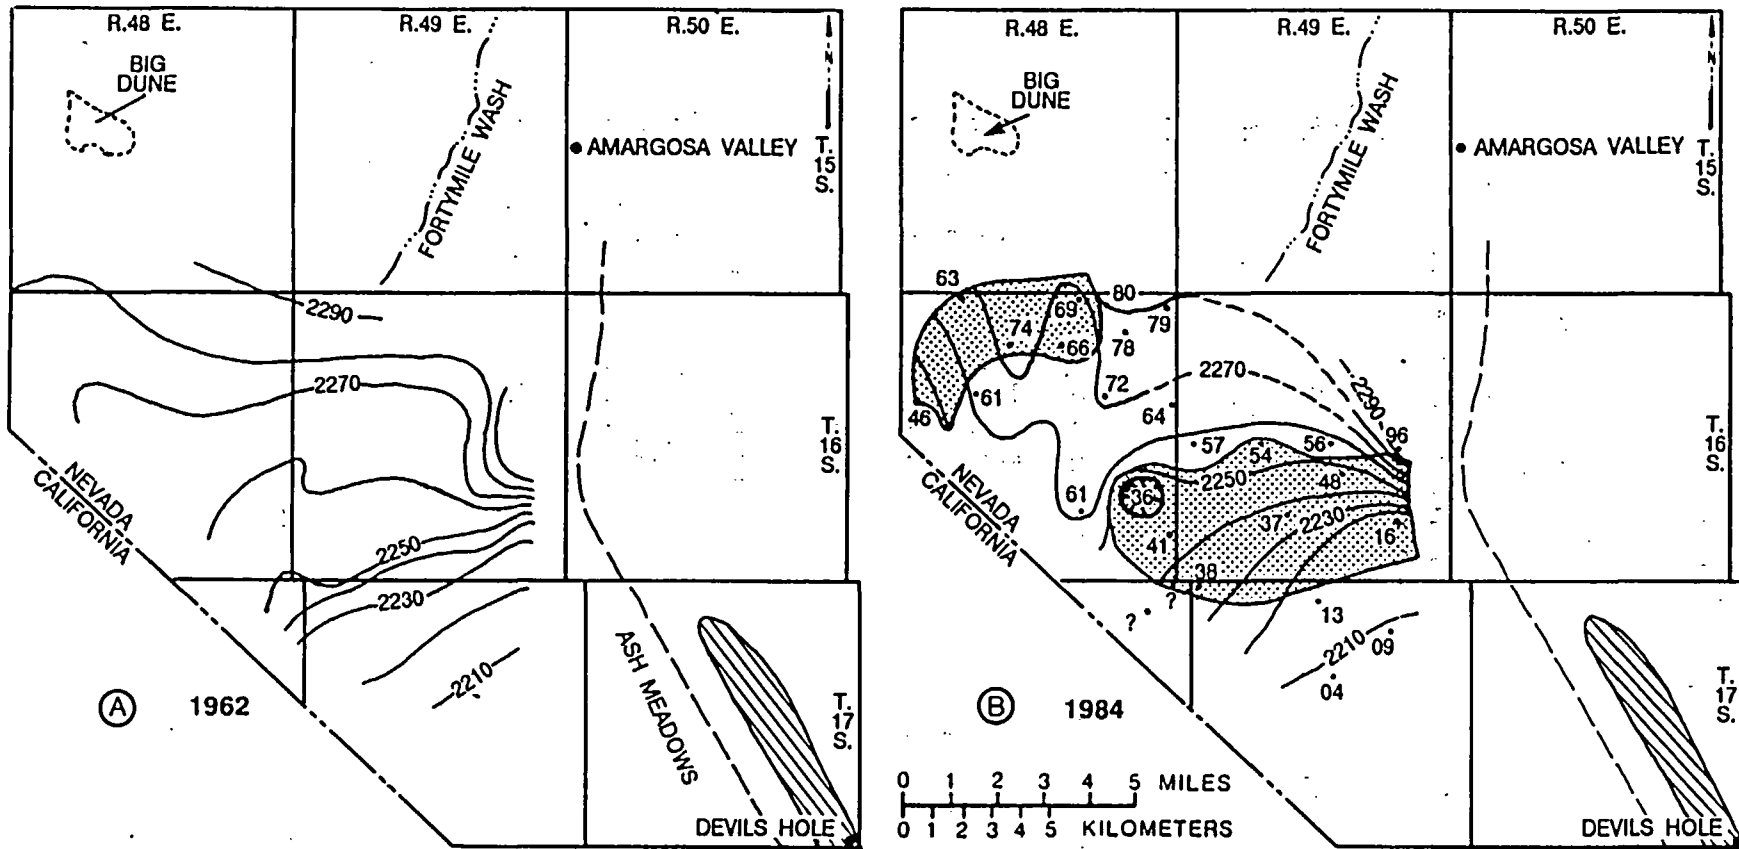 R.48 E.
R.49 E.
R.50 E.
N
BIG
DUNE
FORTYMILE WASH
AMARGOSA VALLEY
T.
15
S.
2290
2270
T.
16
S.
NEVADA
CALIFORNIA
2250
2230
2210
ASH MEADOWS
T.
17
S.
A
1962
DEVILS HOLE
R.48 E.
R.49 E.
R.50 E.
N
BIG
DUNE
FORTYMILE WASH
AMARGOSA VALLEY
T.
15
S.
63
80
69
79
74
66
78
72
2270
2290
46
61
64
57
54
56
96
T.
16
S.
NEVADA
CALIFORNIA
61
36
2250
48
37
2230
16
41
38
?
?
13
2210
09
04
T.
17
S.
B
1984
0 1 2 3 4 5 MILES
0 1 2 3 4 5 KILOMETERS
DEVILS HOLE